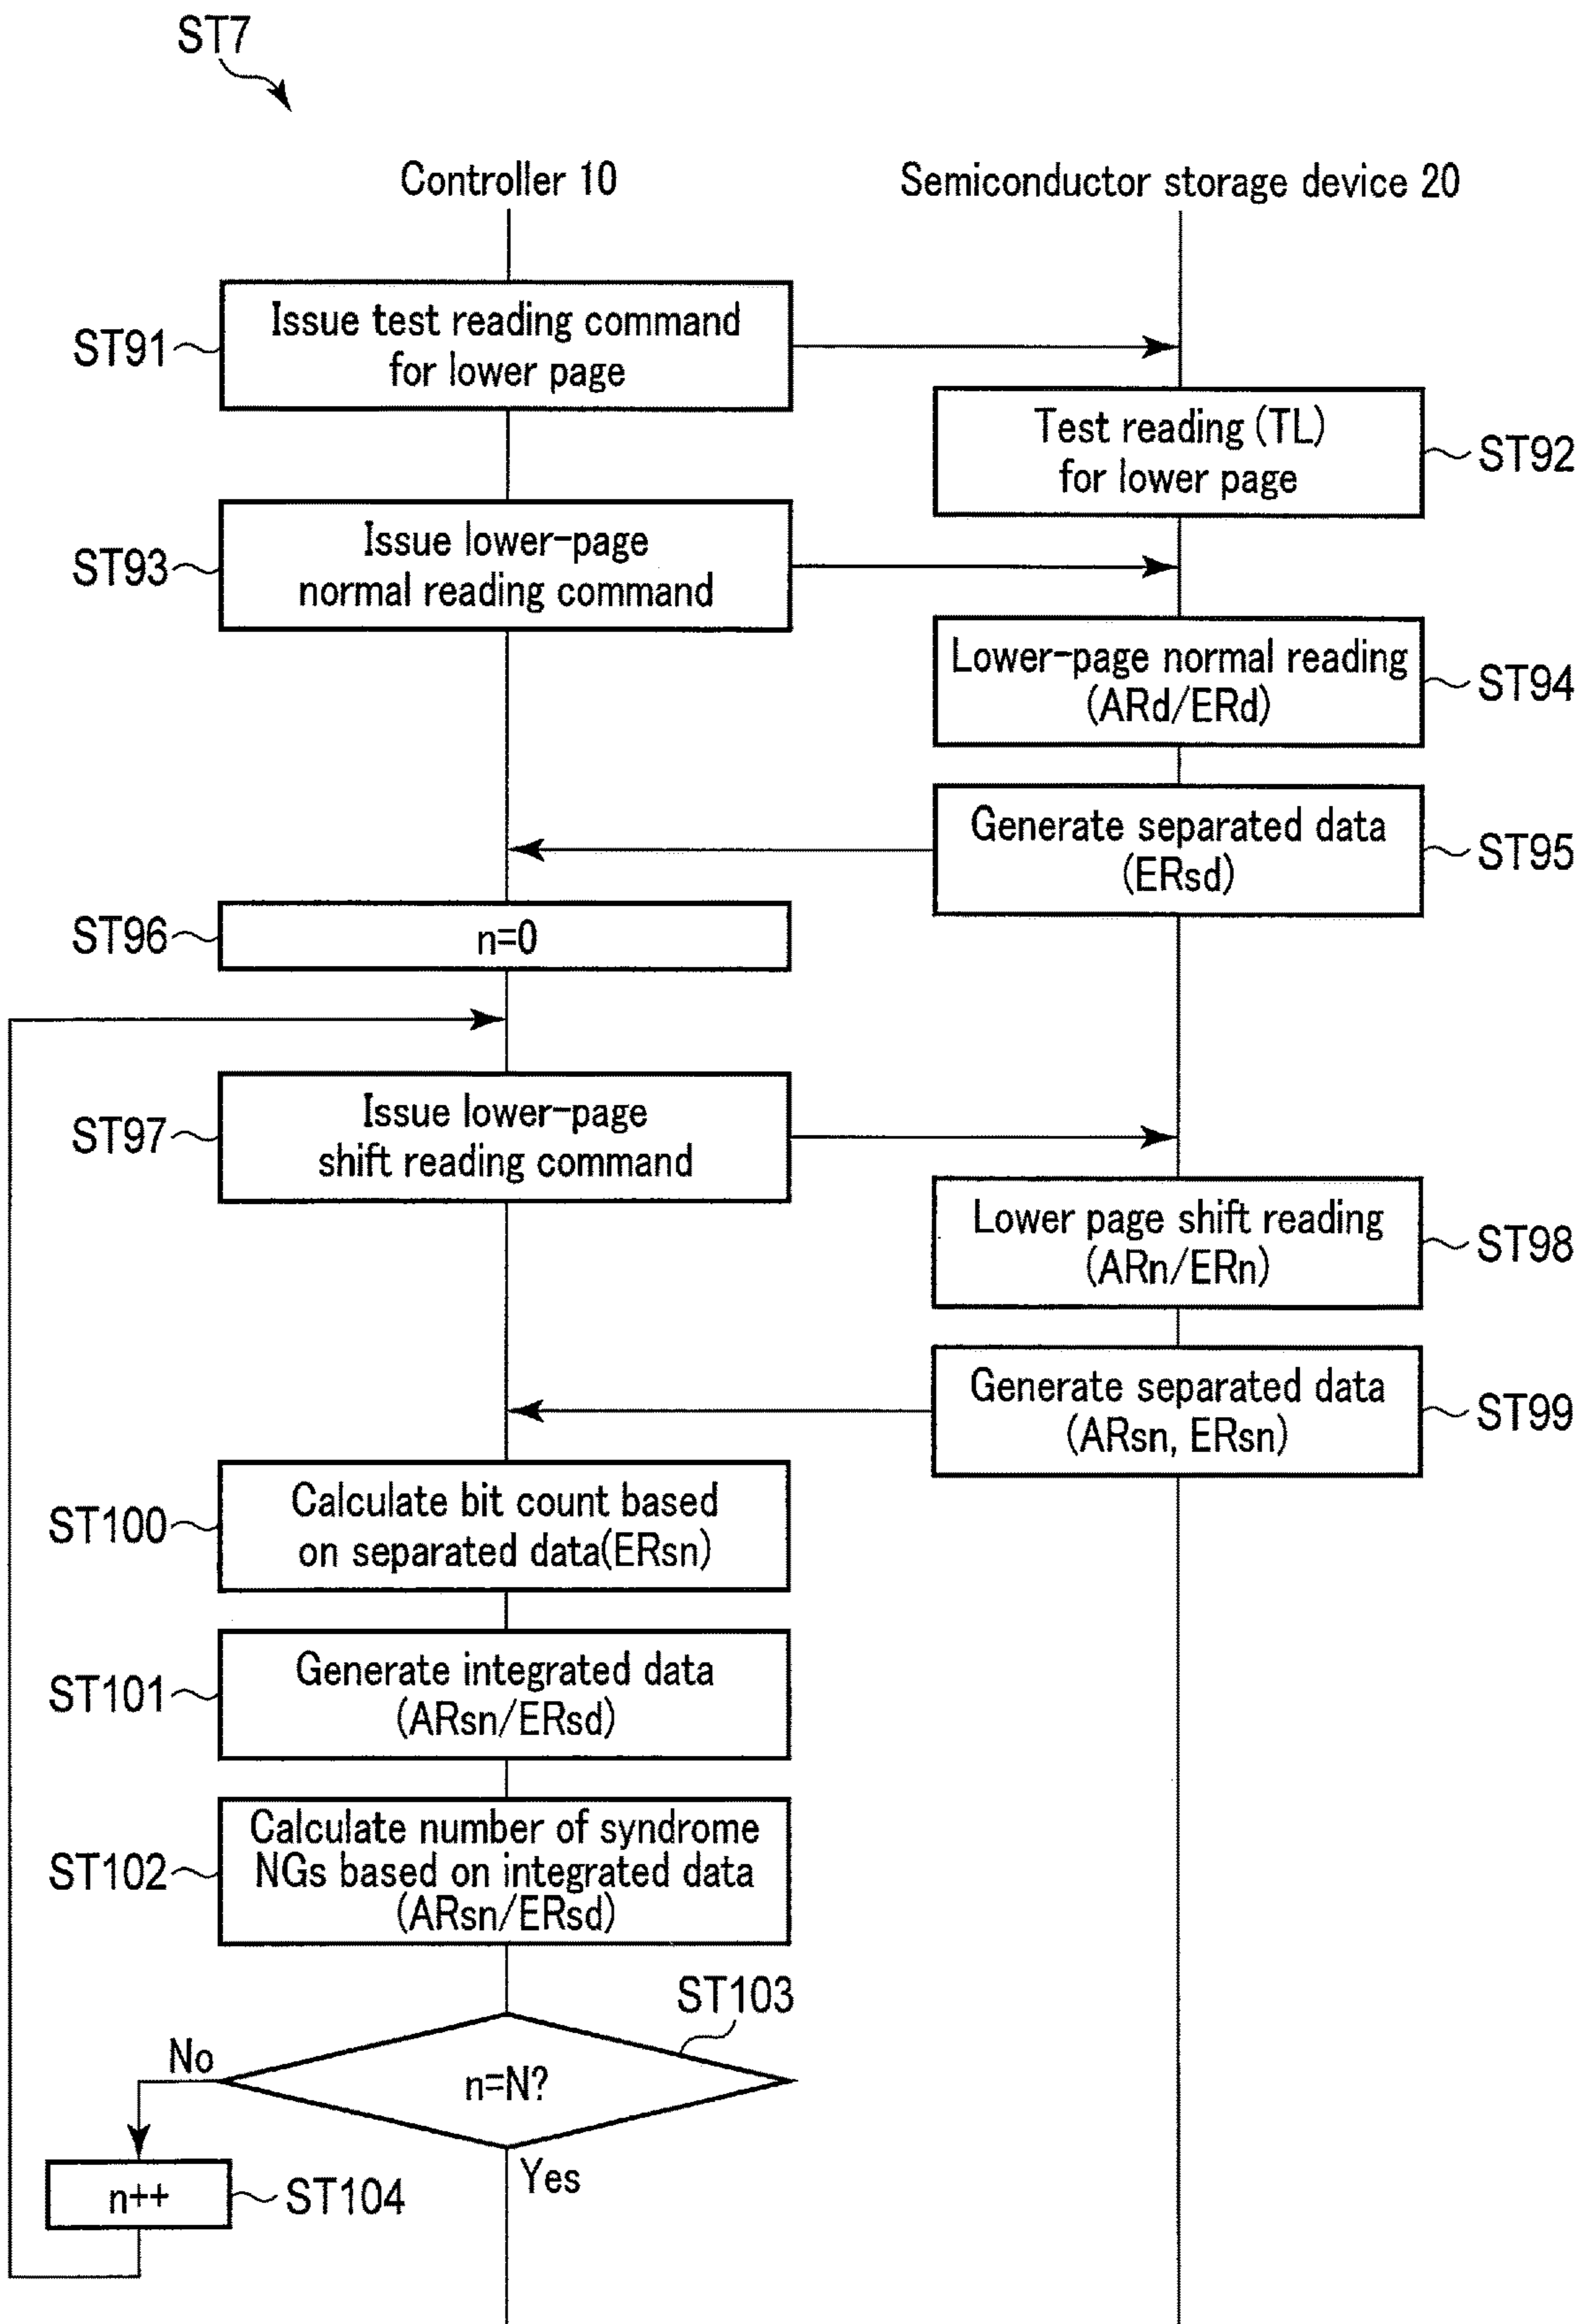 ST7
Controller 10
Semiconductor storage device 20
ST91
Issue test reading command
for lower page
Test reading (TL)
for lower page
ST92
ST93
Issue lower-page
normal reading command
Lower-page normal reading
(ARd/ERd)
ST94
Generate separated data
(ERsd)
ST95
ST96
n=0
ST97
Issue lower-page
shift reading command
Lower page shift reading
(ARn/ERn)
ST98
Generate separated data
(ARsn, ERsn)
ST99
ST100
Calculate bit count based
on separated data(ERsn)
ST101
Generate integrated data
(ARsn/ERsd)
ST102
Calculate number of syndrome
NGs based on integrated data
(ARsn/ERsd)
ST103
No
n=N?
Yes
n++
ST104